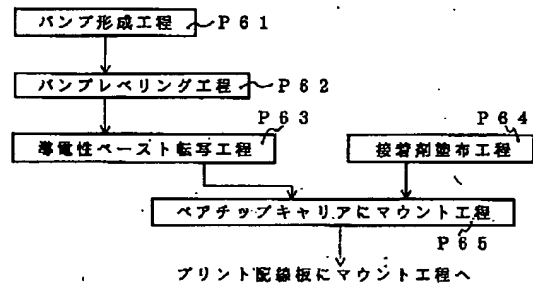 バンプ形成工程 P61
バンプレベリング工程 P62
P63 P64
導電性ペースト転写工程 接着剤塗布工程
ベアチップキャリアにマウント工程
P65
プリント配線板にマウント工程へ